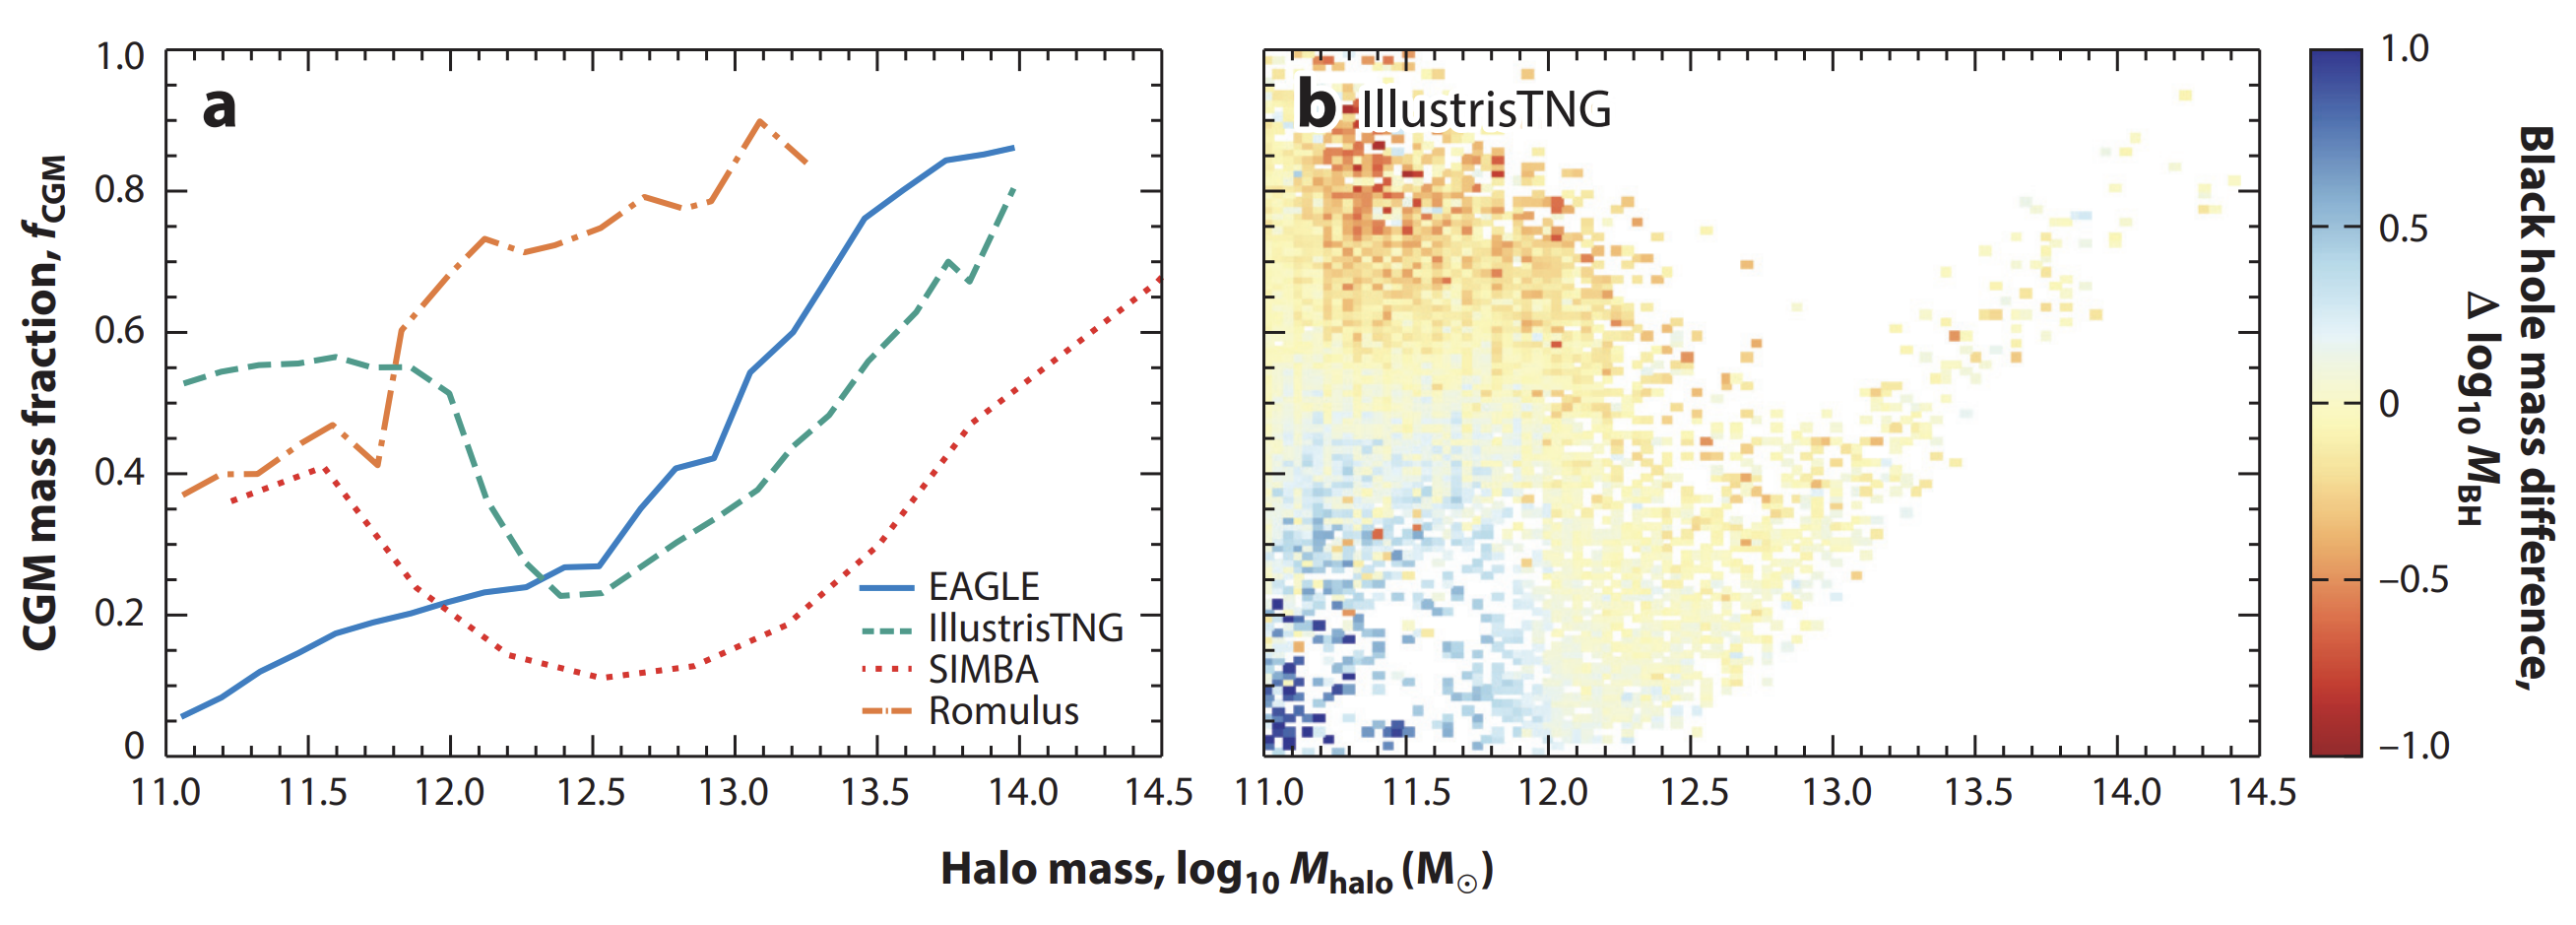 a
CGM mass fraction, fCGM
1.0
0.8
0.6
0.4
0.2
0
11.0 11.5 12.0 12.5 13.0 13.5 14.0 14.5
EAGLE
IllustrisTNG
SIMBA
Romulus
b IllustrisTNG
11.0 11.5 12.0 12.5 13.0 13.5 14.0 14.5
Halo mass, log10 Mhalo (M☉)
1.0
0.5
0
−0.5
−1.0
Black hole mass difference,
Δ log10 MBH